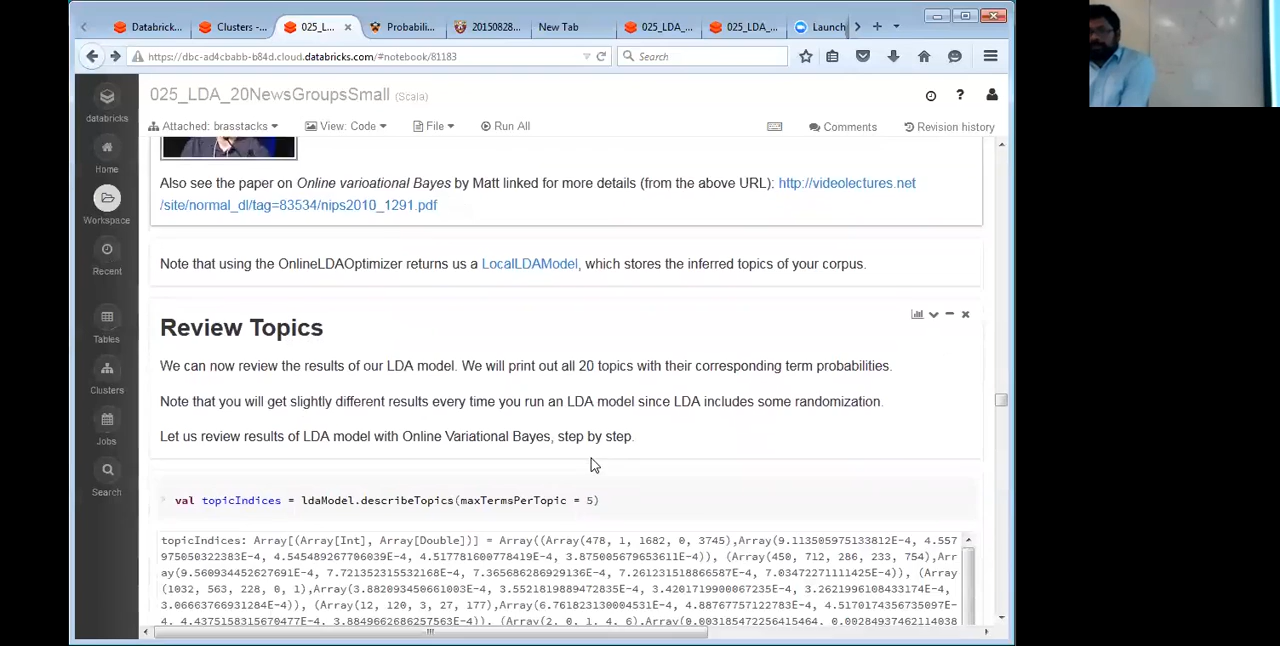 Databrick...
Clusters -...
025_L...
Probabili...
20150828...
New Tab
025_LDA_...
025_LDA_...
Launch
https://dbc-ad4cbabb-b84d.cloud.databricks.com/#notebook/81183
Search
databricks
Home
Workspace
Recent
Tables
Clusters
Jobs
Search
025_LDA_20NewsGroupsSmall (Scala)
Attached: brasstacks
View: Code
File
Run All
Comments
Revision history
Also see the paper on Online varioational Bayes by Matt linked for more details (from the above URL): http://videolectures.net
/site/normal_dl/tag=83534/nips2010_1291.pdf
Note that using the OnlineLDAOptimizer returns us a LocalLDAModel, which stores the inferred topics of your corpus.
Review Topics
We can now review the results of our LDA model. We will print out all 20 topics with their corresponding term probabilities.
Note that you will get slightly different results every time you run an LDA model since LDA includes some randomization.
Let us review results of LDA model with Online Variational Bayes, step by step.
val topicIndices = ldaModel.describeTopics(maxTermsPerTopic = 5)
topicIndices: Array[(Array[Int], Array[Double])] = Array((Array(478, 1, 1682, 0, 3745),Array(9.113505975133812E-4, 4.557
975050322383E-4, 4.545489267706039E-4, 4.517781600778419E-4, 3.875005679653611E-4)), (Array(450, 712, 286, 233, 754),Arr
ay(9.560934452627691E-4, 7.721352315532168E-4, 7.365686286929136E-4, 7.261231518866587E-4, 7.03472271111425E-4)), (Array
(1032, 563, 228, 0, 1),Array(3.882093450661003E-4, 3.5521819889472835E-4, 3.4201719900067235E-4, 3.2621996108433174E-4,
3.06663766931284E-4)), (Array(12, 120, 3, 27, 177),Array(6.761823130004531E-4, 4.88767757122783E-4, 4.5170174356735097E-
4, 4.4375158315670477E-4, 3.8849662686257563E-4)), (Array(2, 0, 1, 4, 6),Array(0.003185472256415464, 0.00284937462114038